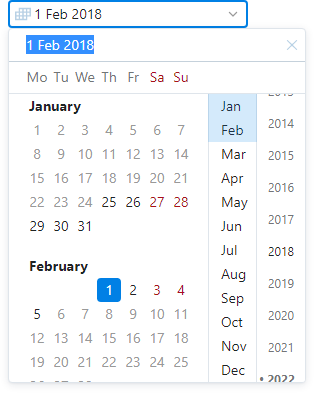 1 Feb 2018
1 Feb 2018
Mo Tu We Th Fr Sa Su
January
1 2 3 4 5 6 7
8 9 10 11 12 13 14
15 16 17 18 19 20 21
22 23 24 25 26 27 28
29 30 31
February
1 2 3 4
5 6 7 8 9 10 11
12 13 14 15 16 17 18
19 20 21 22 23 24 25
Jan
Feb
Mar
Apr
May
Jun
Jul
Aug
Sep
Oct
Nov
Dec
2014
2015
2016
2017
2018
2019
2020
2021
• 2022